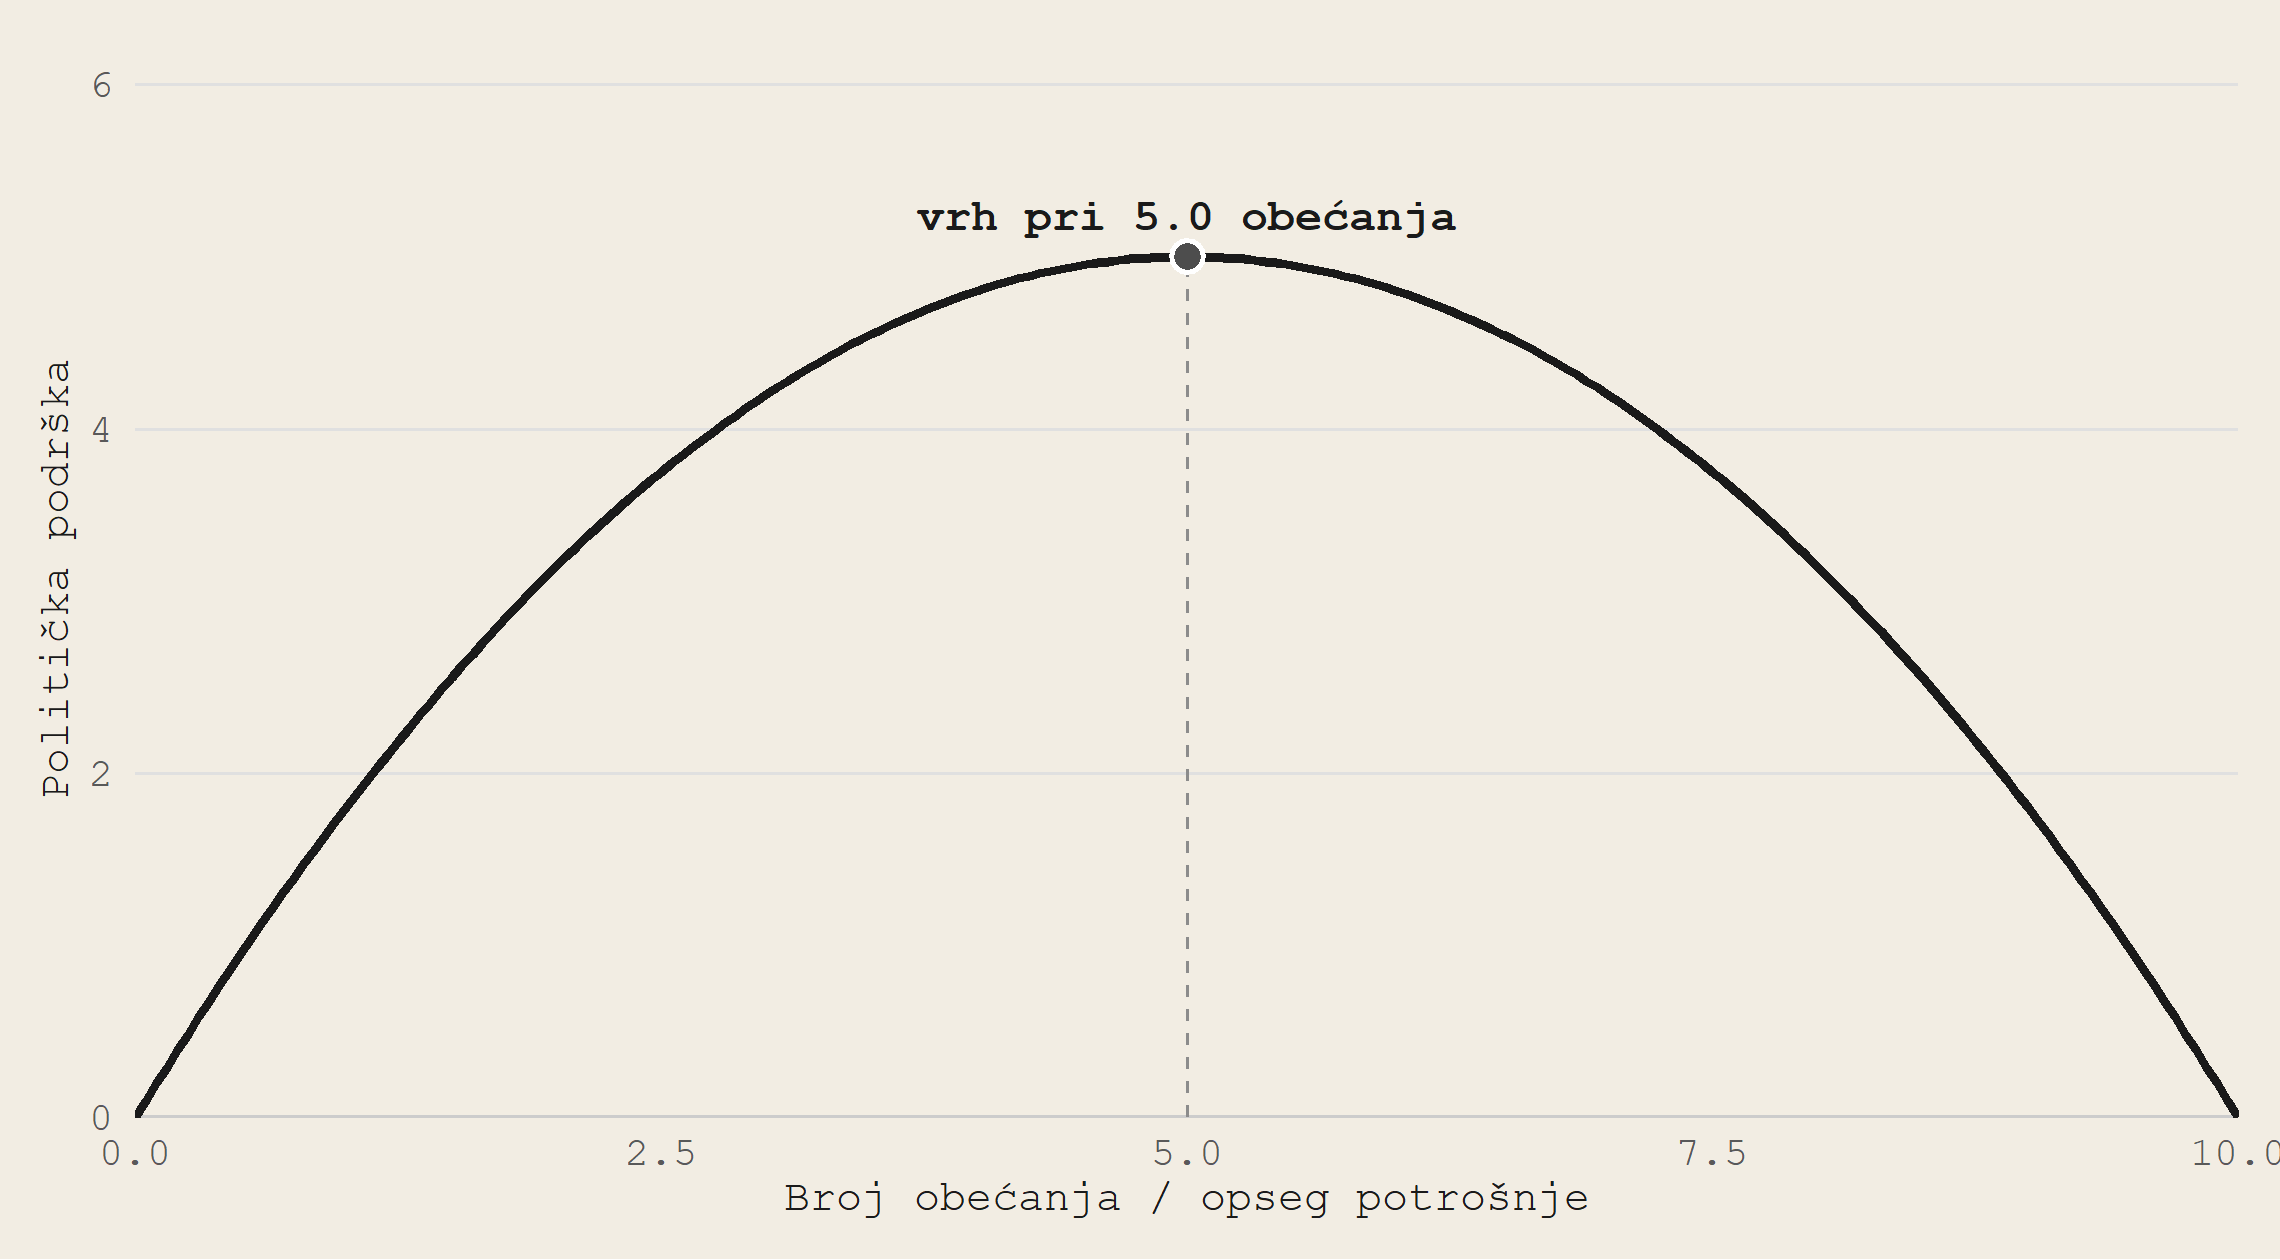 6
vrh pri 5.0 obećanja
4
Politička podrška
2
0
0.0 2.5 5.0 7.5 10.0
Broj obećanja / opseg potrošnje